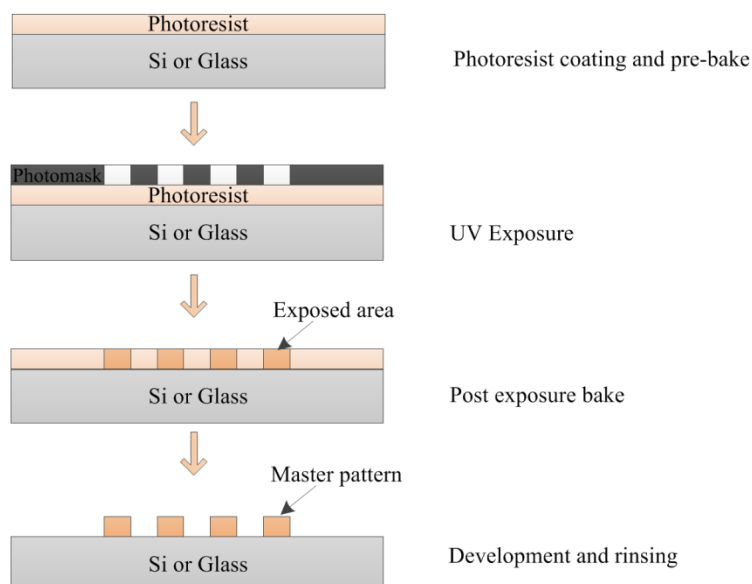 Photoresist
Si or Glass
Photoresist coating and pre-bake
Photomask
Photoresist
Si or Glass
UV Exposure
Exposed area
Si or Glass
Post exposure bake
Master pattern
Si or Glass
Development and rinsing